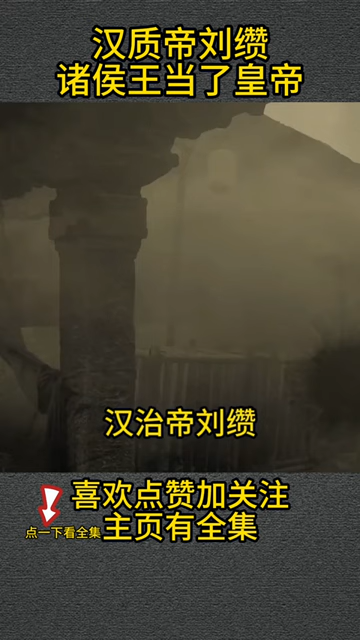 汉质帝刘缵
诸侯王当了皇帝
汉治帝刘缵
喜欢点赞加关注
点一下看全集
主页有全集